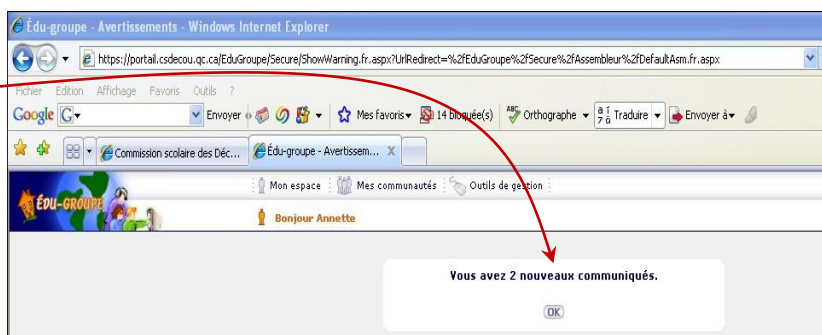 Édu-groupe - Avertissements - Windows Internet Explorer
https://portail.csdecou.qc.ca/EduGroupe/Secure/ShowWarning.fr.aspx?UrlRedirect=%2fEduGroupe%2fSecure%2fAssembleur%2fDefaultAsm.fr.aspx
Fichier Edition Affichage Favoris Outils ?
Google G Envoyer Mes favoris 14 bloquée(s) ABC Orthographe Traduire Envoyer à
Commission scolaire des Déc... Édu-groupe - Avertissem... X
Mon espace Mes communautés Outils de gestion
ÉDU-GROUPE
Bonjour Annette
Vous avez 2 nouveaux communiqués.
OK